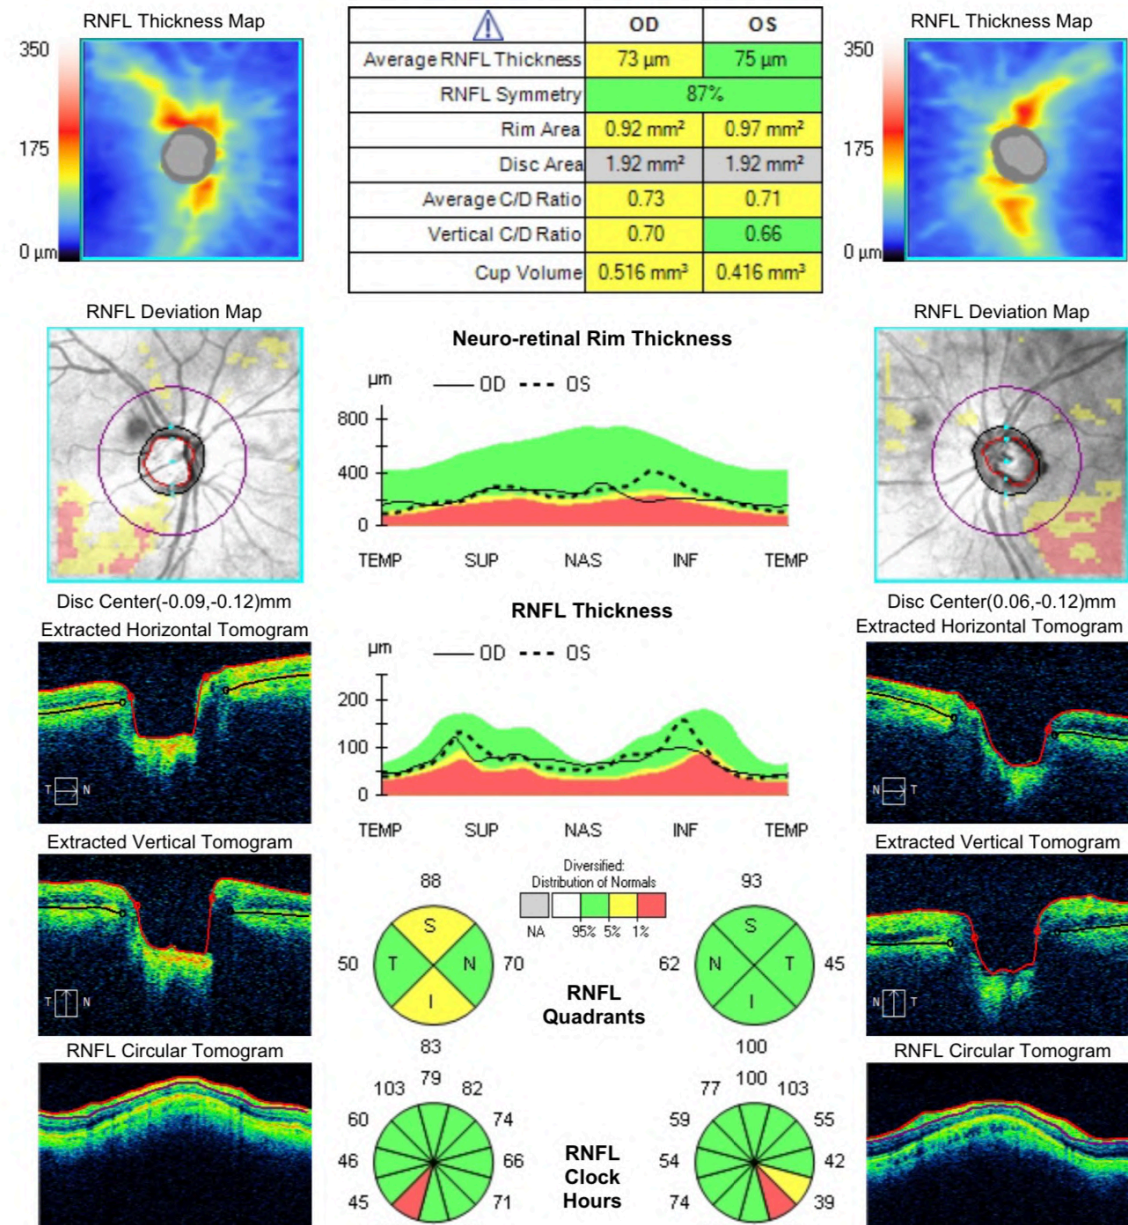 RNFL Thickness Map
350
175
0 µm
OD OS
Average RNFL Thickness 73 µm 75 µm
RNFL Symmetry 87%
Rim Area 0.92 mm² 0.97 mm²
Disc Area 1.92 mm² 1.92 mm²
Average C/D Ratio 0.73 0.71
Vertical C/D Ratio 0.70 0.66
Cup Volume 0.516 mm³ 0.416 mm³
RNFL Thickness Map
350
175
0 µm
RNFL Deviation Map
Disc Center(-0.09,-0.12)mm
Neuro-retinal Rim Thickness
µm OD OS
800
400
0
TEMP SUP NAS INF TEMP
RNFL Deviation Map
Disc Center(0.06,-0.12)mm
Extracted Horizontal Tomogram
T N
RNFL Thickness
µm OD OS
200
100
0
TEMP SUP NAS INF TEMP
Extracted Horizontal Tomogram
N T
Extracted Vertical Tomogram
T N
88
S
50 T N 70
I
83
Diversified:
Distribution of Normals
NA 95% 5% 1%
RNFL
Quadrants
93
S
62 N T 45
I
100
Extracted Vertical Tomogram
N T
RNFL Circular Tomogram
79
103 82
60 74
46 66
45 71
RNFL
Clock
Hours
100
77 103
59 55
54 42
74 39
RNFL Circular Tomogram